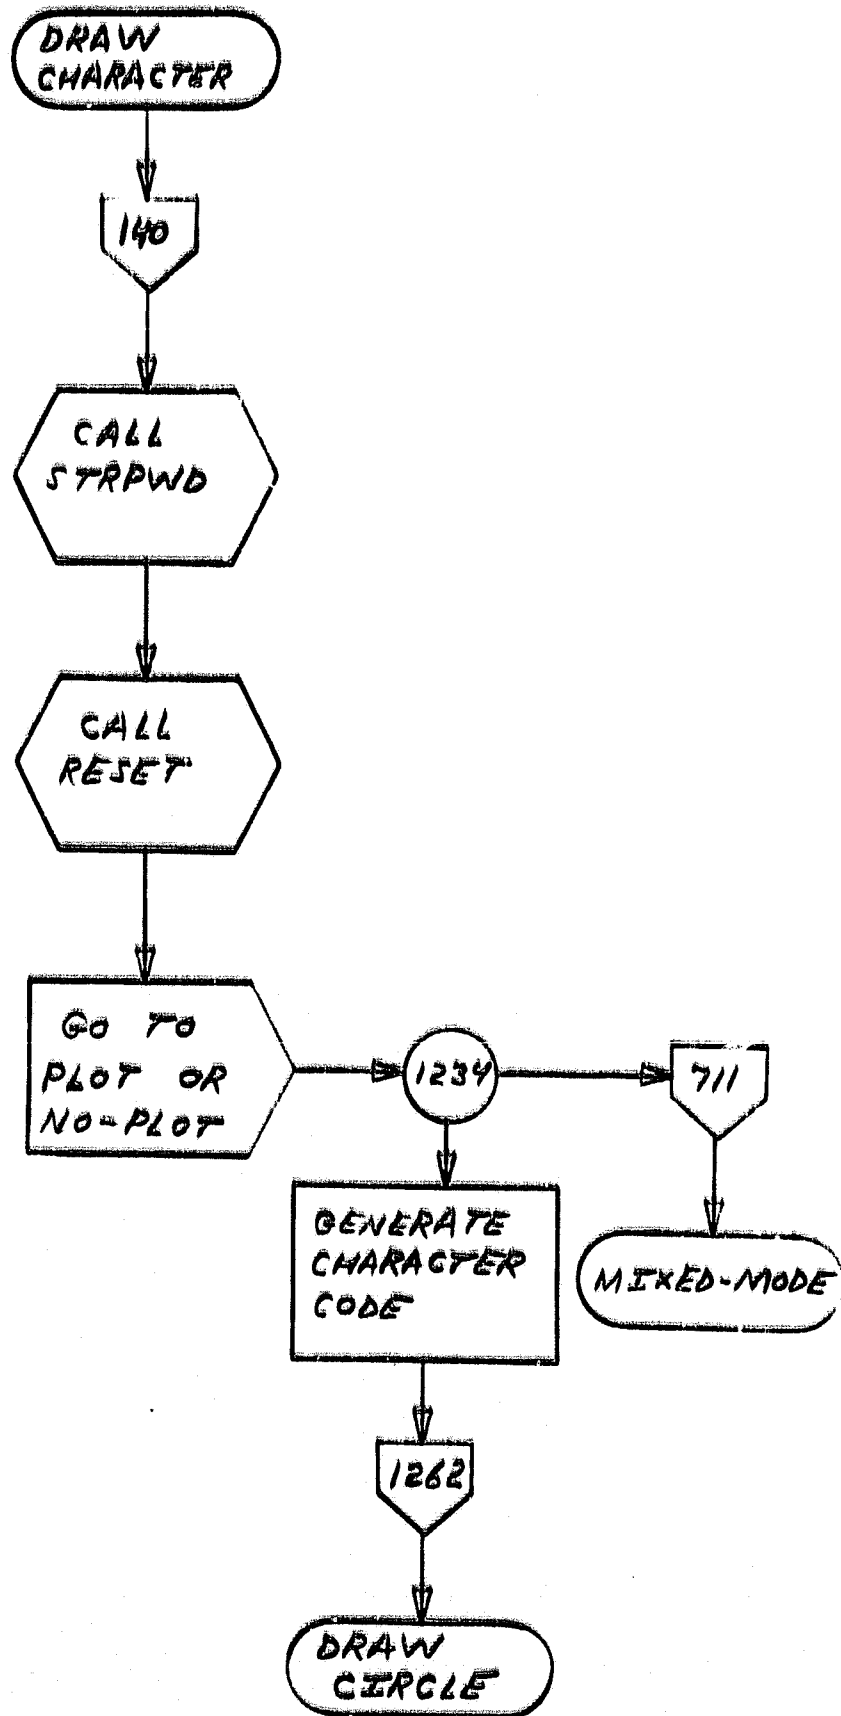 DRAW
CHARACTER
140
CALL
STRPWD
CALL
RESET
GO TO
PLOT OR
NO-PLOT
1234
711
GENERATE
CHARACTER
CODE
MIXED-MODE
1262
DRAW
CIRCLE